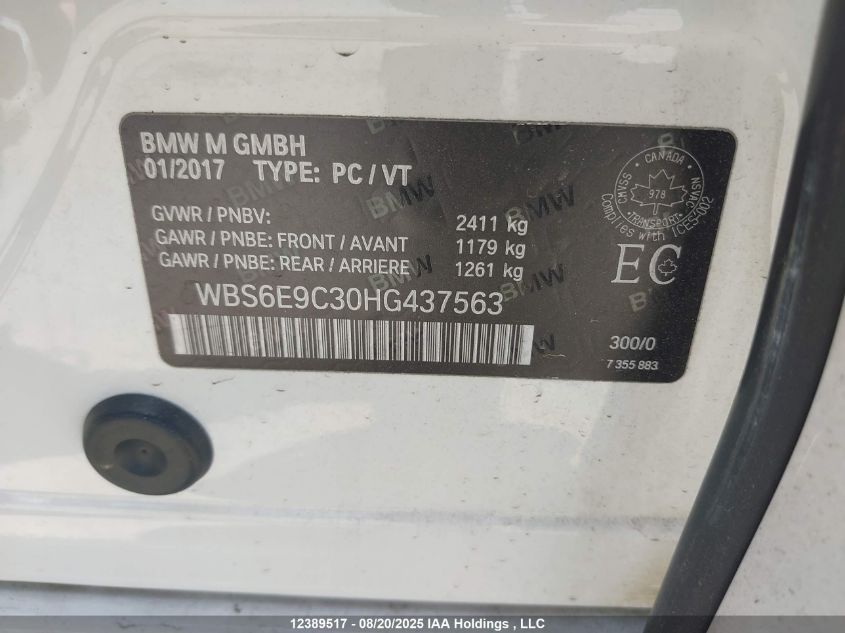 BMW M GMBH
01/2017 TYPE: PC / VT
GVWR / PNBV: 2411 kg
GAWR / PNBE: FRONT / AVANT 1179 kg
GAWR / PNBE: REAR / ARRIERE 1261 kg
WBS6E9C30HG437563
CANADA
CMVSS 978 NSVAC
TRANSPORT
Complies with ICES-002
EC
300/0
7 355 883
12389517 - 08/20/2025 IAA Holdings , LLC